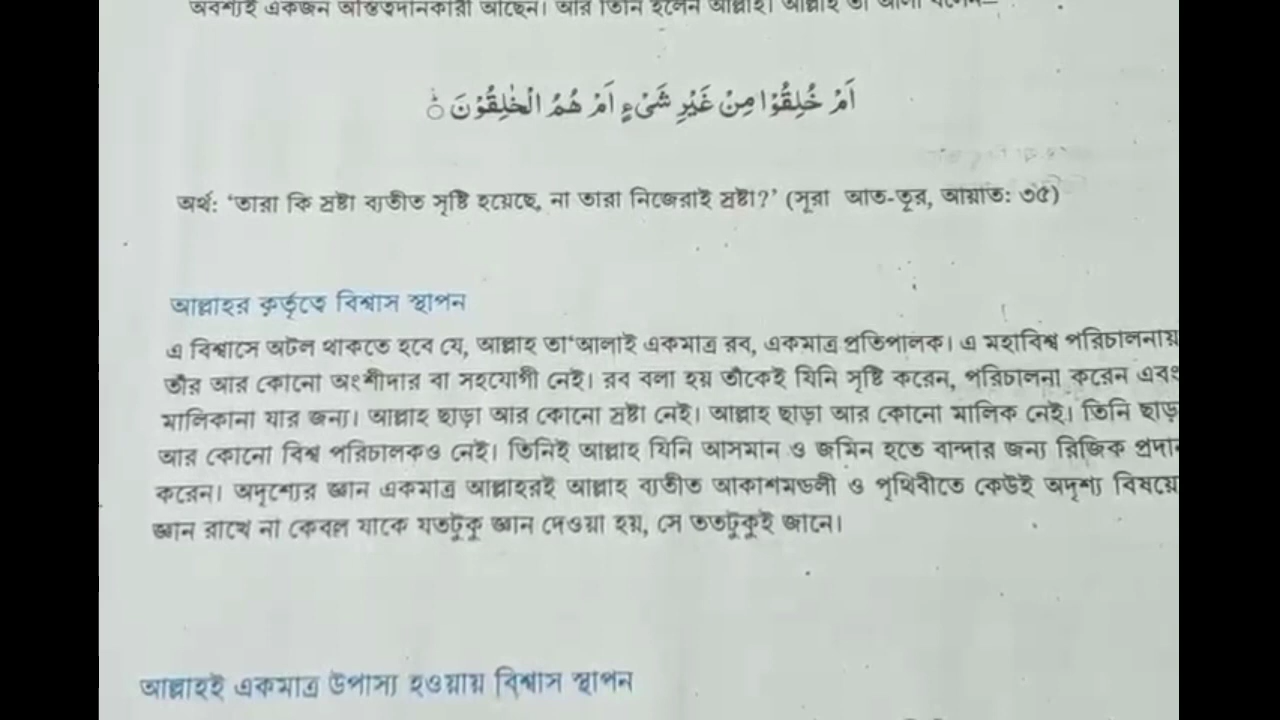 অবশ্যই একজন অস্তিত্বদানকারী আছেন। আর তিনি হলেন আল্লাহ। আল্লাহ তা'আলা বলেন—
اَمْ خُلِقُوْا مِنْ غَيْرِ شَىْءٍ اَمْ هُمُ الْخٰلِقُوْنَ ؕ
অর্থ: ‘তারা কি স্রষ্টা ব্যতীত সৃষ্টি হয়েছে, না তারা নিজেরাই স্রষ্টা?’ (সূরা আত-তূর, আয়াত: ৩৫)
আল্লাহর কর্তৃত্বে বিশ্বাস স্থাপন
এ বিশ্বাসে অটল থাকতে হবে যে, আল্লাহ তা‘আলাই একমাত্র রব, একমাত্র প্রতিপালক। এ মহাবিশ্ব পরিচালনায়
তাঁর আর কোনো অংশীদার বা সহযোগী নেই। রব বলা হয় তাঁকেই যিনি সৃষ্টি করেন, পরিচালনা করেন এবং
মালিকানা যার জন্য। আল্লাহ ছাড়া আর কোনো স্রষ্টা নেই। আল্লাহ ছাড়া আর কোনো মালিক নেই। তিনি ছাড়
আর কোনো বিশ্ব পরিচালকও নেই। তিনিই আল্লাহ যিনি আসমান ও জমিন হতে বান্দার জন্য রিজিক প্রদা
করেন। অদৃশ্যের জ্ঞান একমাত্র আল্লাহরই আল্লাহ ব্যতীত আকাশমন্ডলী ও পৃথিবীতে কেউই অদৃশ্য বিষয়ে
জ্ঞান রাখে না কেবল যাকে যতটুকু জ্ঞান দেওয়া হয়, সে ততটুকুই জানে।
আল্লাহই একমাত্র উপাস্য হওয়ায় বিশ্বাস স্থাপন